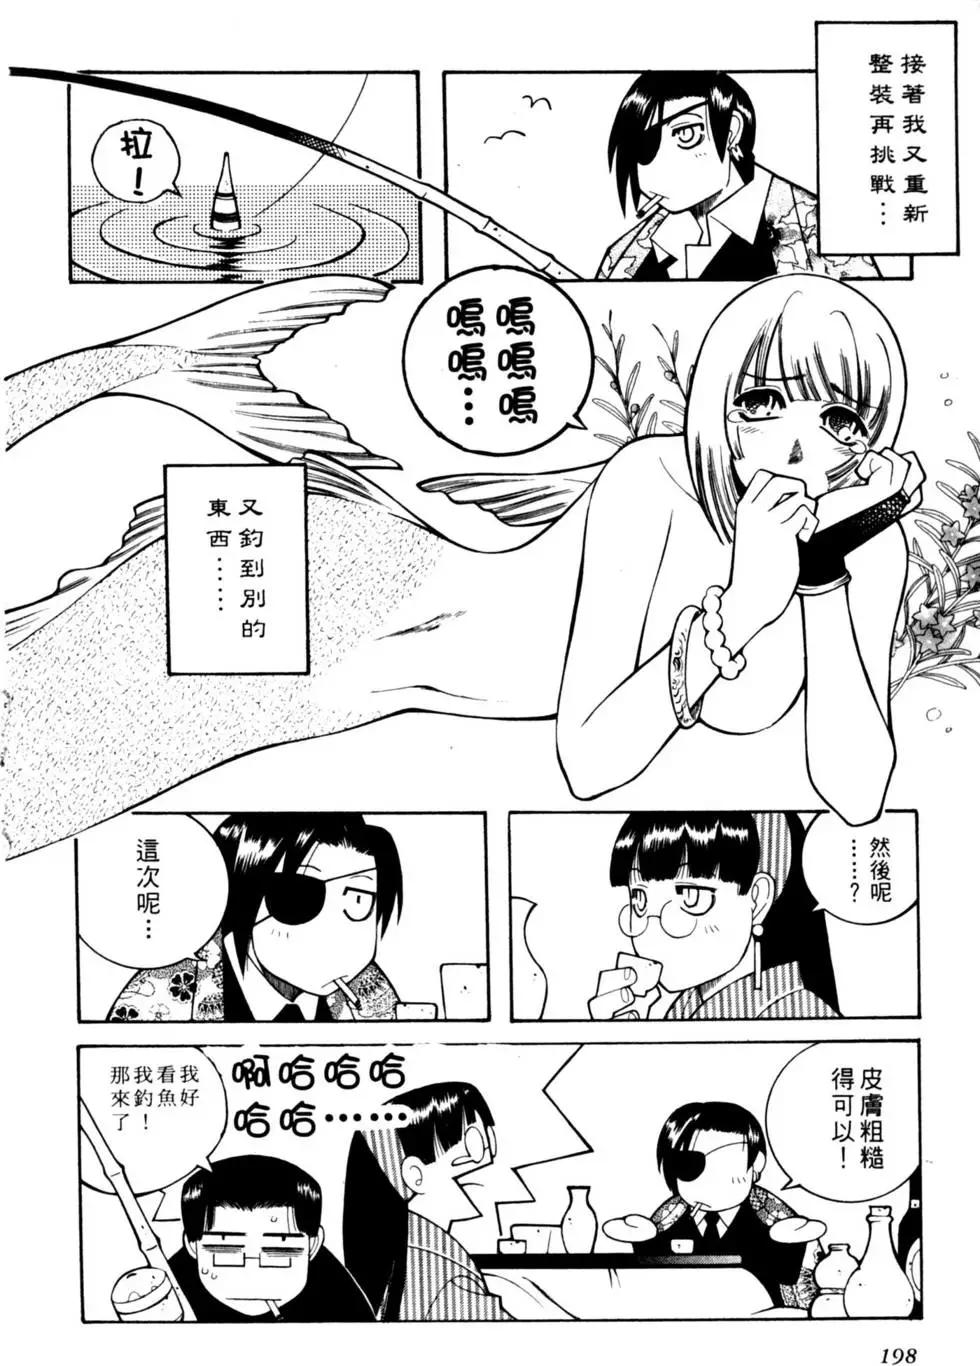 接著我又重新
整裝再挑戰…
拉！
嗚嗚嗚
嗚嗚…
又釣到別的
東西……
然後呢
……？
這次呢…
皮膚粗糙
得可以！
啊哈哈哈
哈哈……
我好
看魚
我釣！
那來了
198